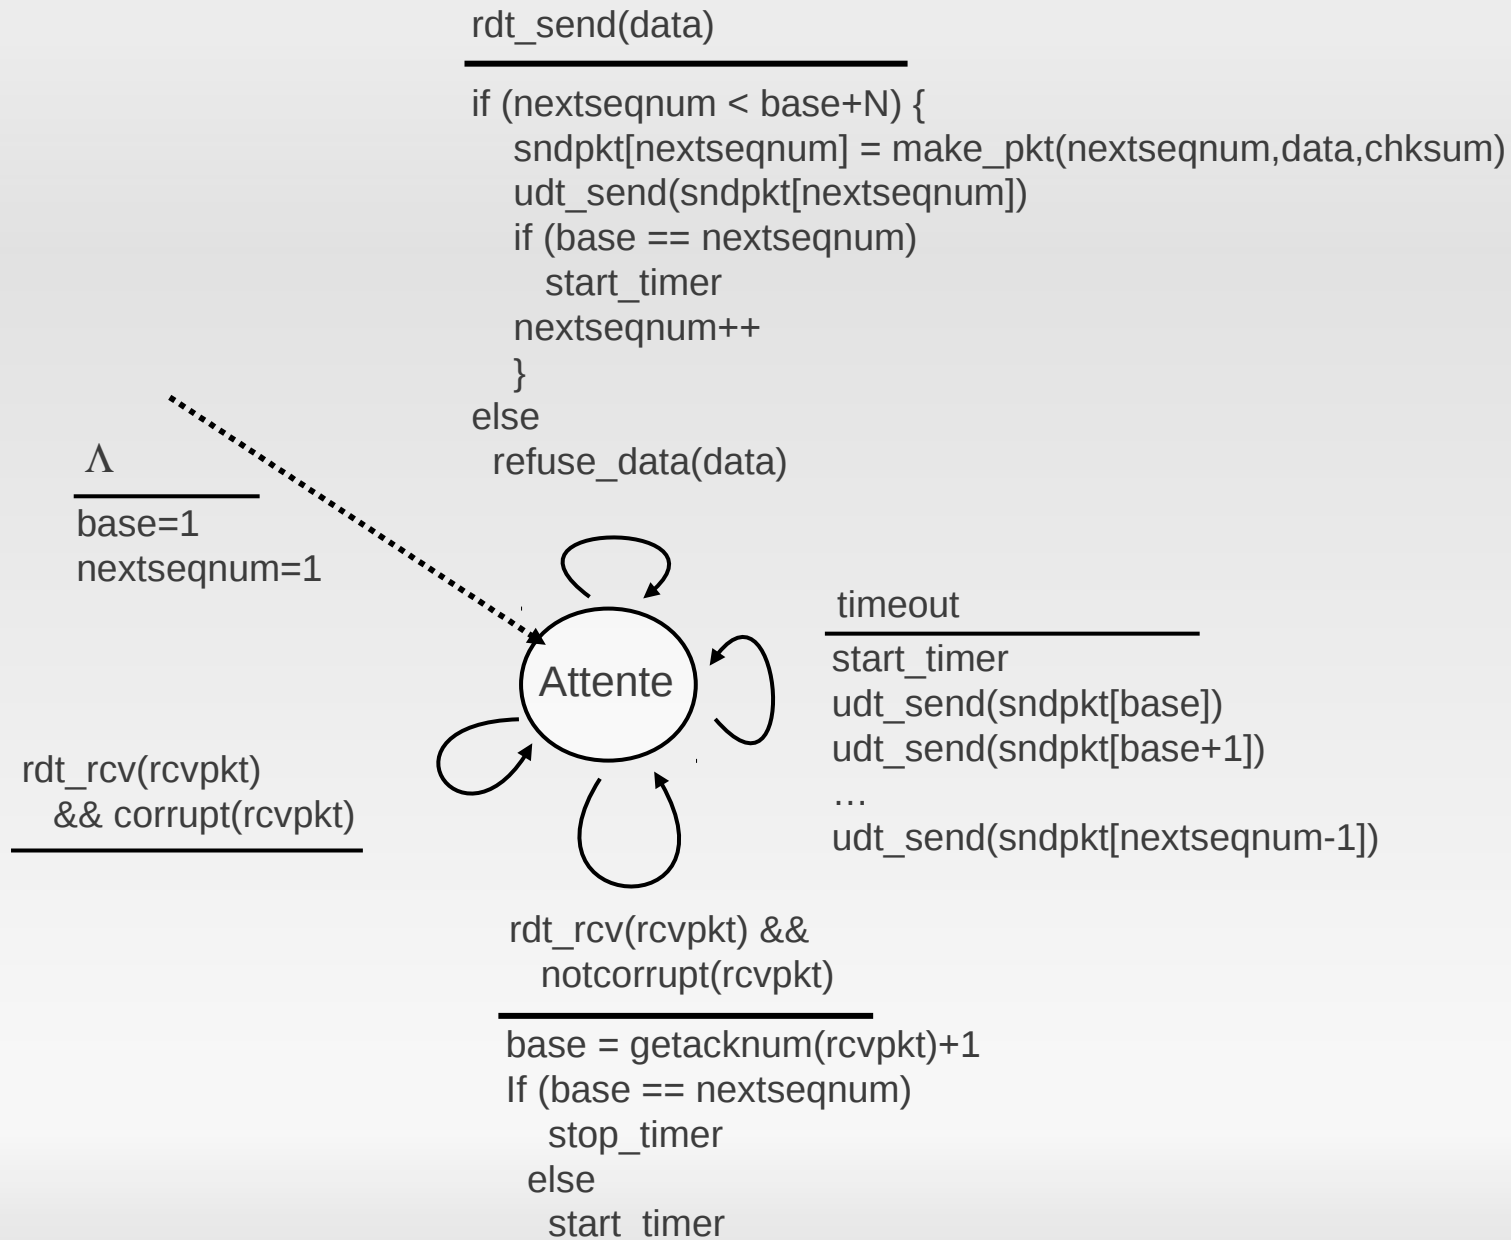 rdt_send(data)
if (nextseqnum < base+N) {
sndpkt[nextseqnum] = make_pkt(nextseqnum,data,chksum)
udt_send(sndpkt[nextseqnum])
if (base == nextseqnum)
start_timer
nextseqnum++
}
else
refuse_data(data)
Λ
base=1
nextseqnum=1
Attente
timeout
start_timer
udt_send(sndpkt[base])
udt_send(sndpkt[base+1])
…
udt_send(sndpkt[nextseqnum-1])
rdt_rcv(rcvpkt)
&& corrupt(rcvpkt)
rdt_rcv(rcvpkt) &&
notcorrupt(rcvpkt)
base = getacknum(rcvpkt)+1
If (base == nextseqnum)
stop_timer
else
start_timer